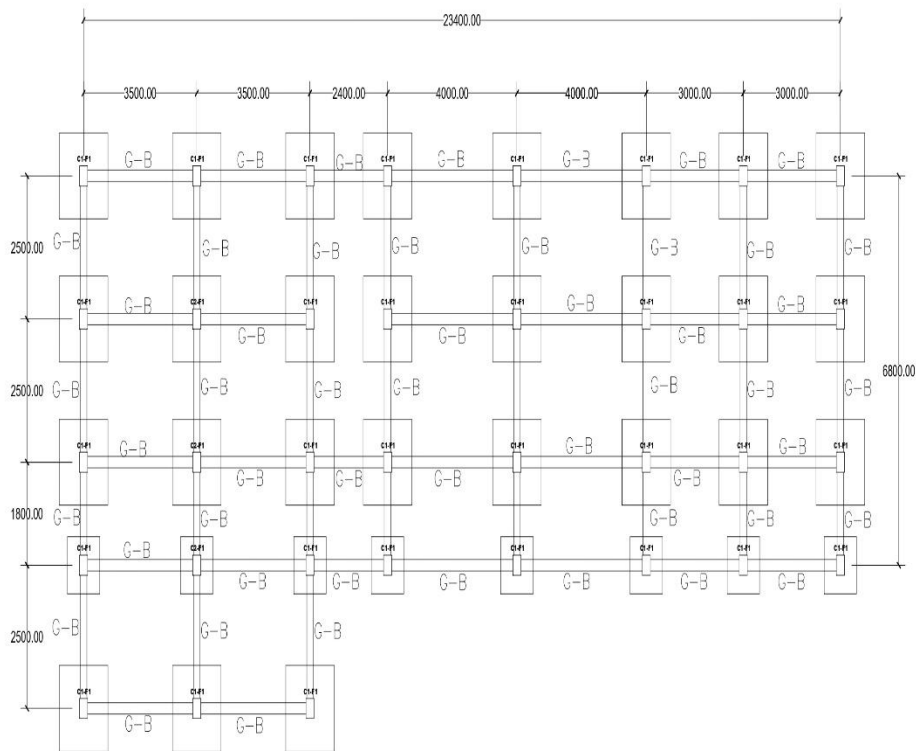 23400.00
3500.00 3500.00 2400.00 4000.00 4000.00 3000.00 3000.00
C1-F1 G-B C1-F1 G-B C1-F1 G-B C1-F1 G-B C1-F1 G-B C1-F1 G-B C1-F1 G-B C1-F1
2500.00 G-B G-B G-B G-B G-B G-B G-B G-B
C1-F1 G-B C2-F1 G-B C1-F1 C1-F1 G-B C1-F1 G-B C1-F1 G-B C1-F1 G-B C1-F1
6800.00
2500.00 G-B G-B G-B G-B G-B G-B G-B
C1-F1 G-B C2-F1 G-B C1-F1 G-B C1-F1 G-B C1-F1 G-B C1-F1 G-B C1-F1 G-B C1-F1
1800.00 G-B G-B G-B G-B G-B G-B
C1-F1 G-B C2-F1 G-B C1-F1 G-B C1-F1 G-B C1-F1 G-B C1-F1 G-B C1-F1 G-B C1-F1
2500.00 G-B G-B G-B
C1-F1 G-B C1-F1 G-B C1-F1